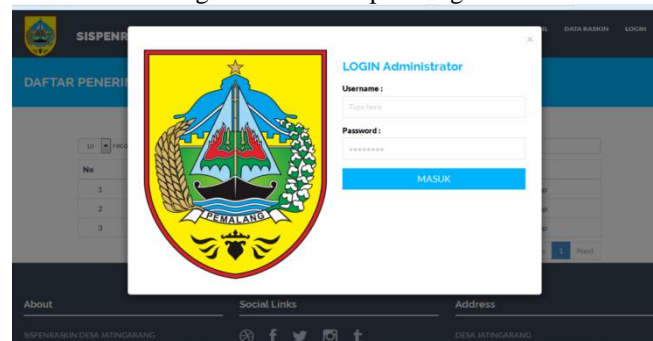 SISPENR
DATA RASKIN
LOGIN
×
DAFTAR PENERI
LOGIN Administrator
Username :
Type here
Password :
********
MASUK
PEMALANG
10
reco
No
1
2
3
1
Next
About
Social Links
Address
SISPENRASKIN DESA JATINGARANG
DESA JATINGARANG